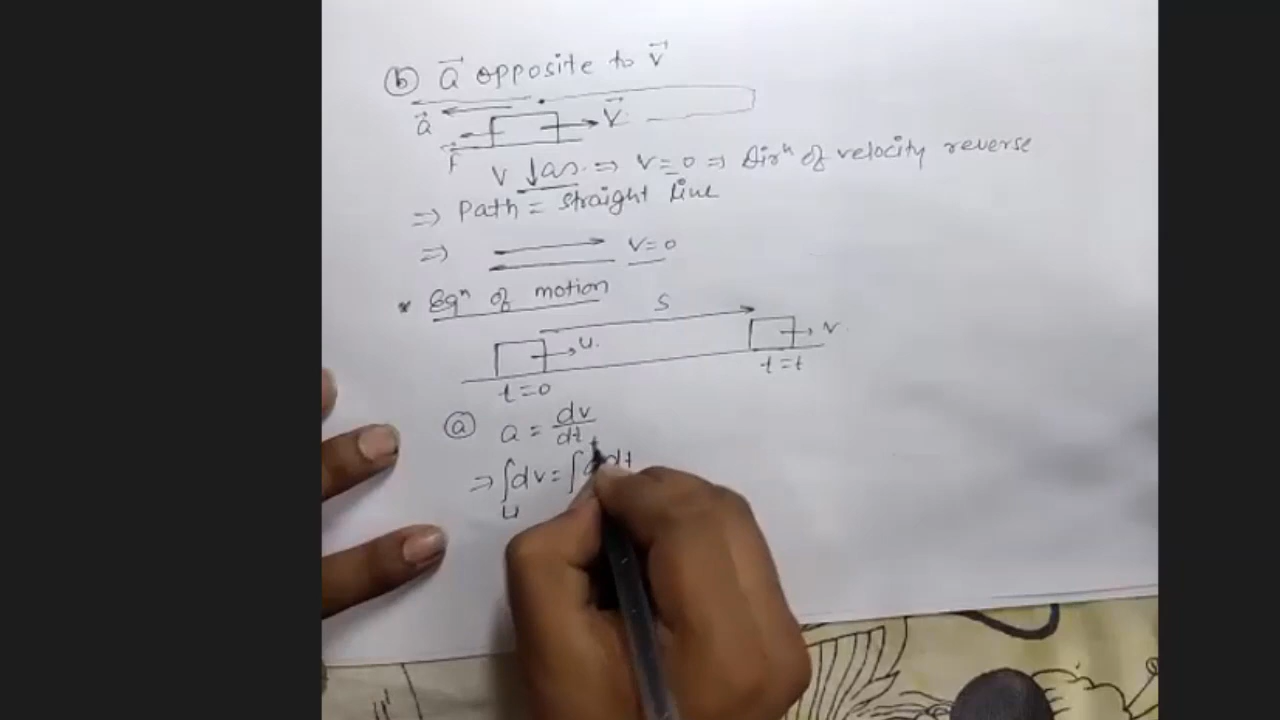 ⓑ a⃗ opposite to v⃗
a⃗ V⃗
F⃗
V ↓as. ⇒ V=0 ⇒ Dirⁿ of velocity reverse
⇒ Path = straight line
⇒ V=0
* Eqⁿ of motion
S
u. v.
t=0 t=t
ⓐ a = dv/dt
⇒ ∫dv = ∫ dt
u